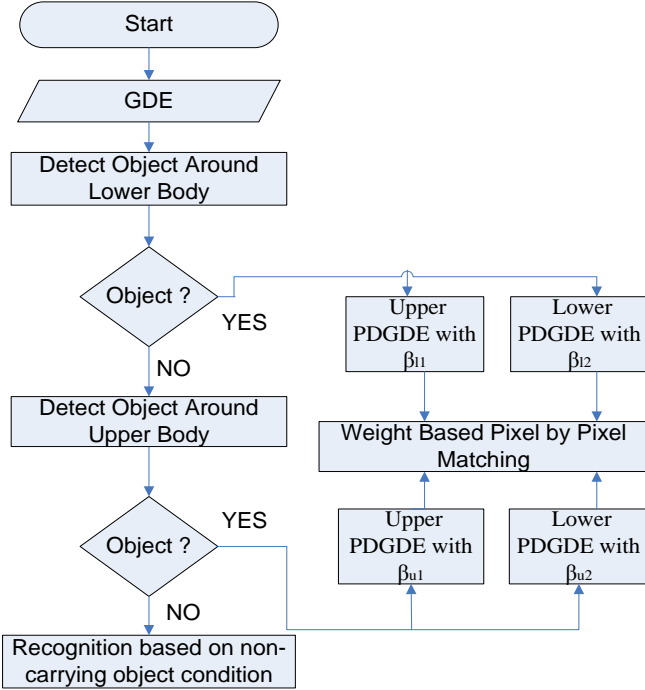 Start
GDE
Detect Object Around
Lower Body
Object ?
YES
NO
Upper
PDGDE with
βl1
Lower
PDGDE with
βl2
Detect Object Around
Upper Body
Weight Based Pixel by Pixel
Matching
Object ?
YES
NO
Upper
PDGDE with
βu1
Lower
PDGDE with
βu2
Recognition based on non-
carrying object condition